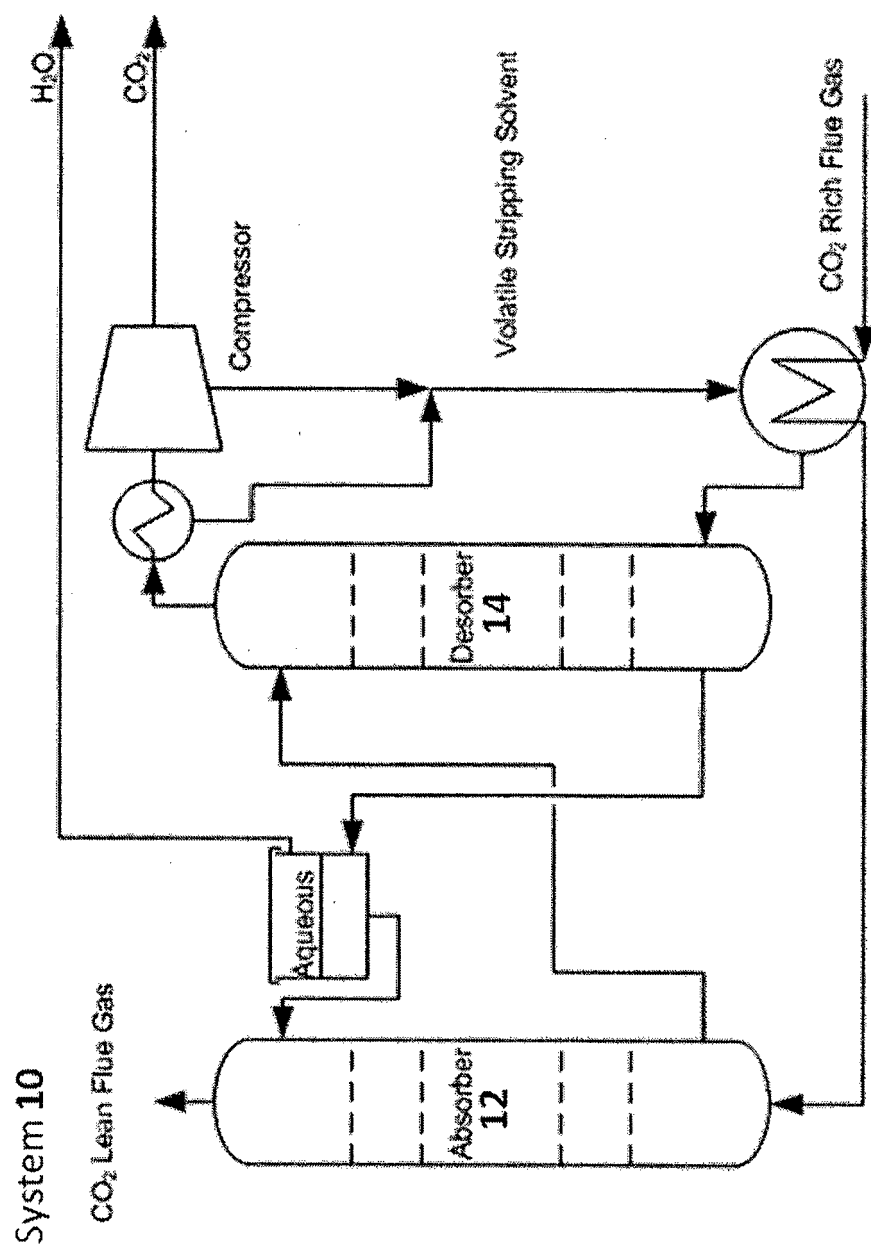 System 10
CO₂ Lean Flue Gas
H₂O
CO₂
Compressor
Volatile Stripping Solvent
CO₂ Rich Flue Gas
Aqueous
Absorber
12
Desorber
14